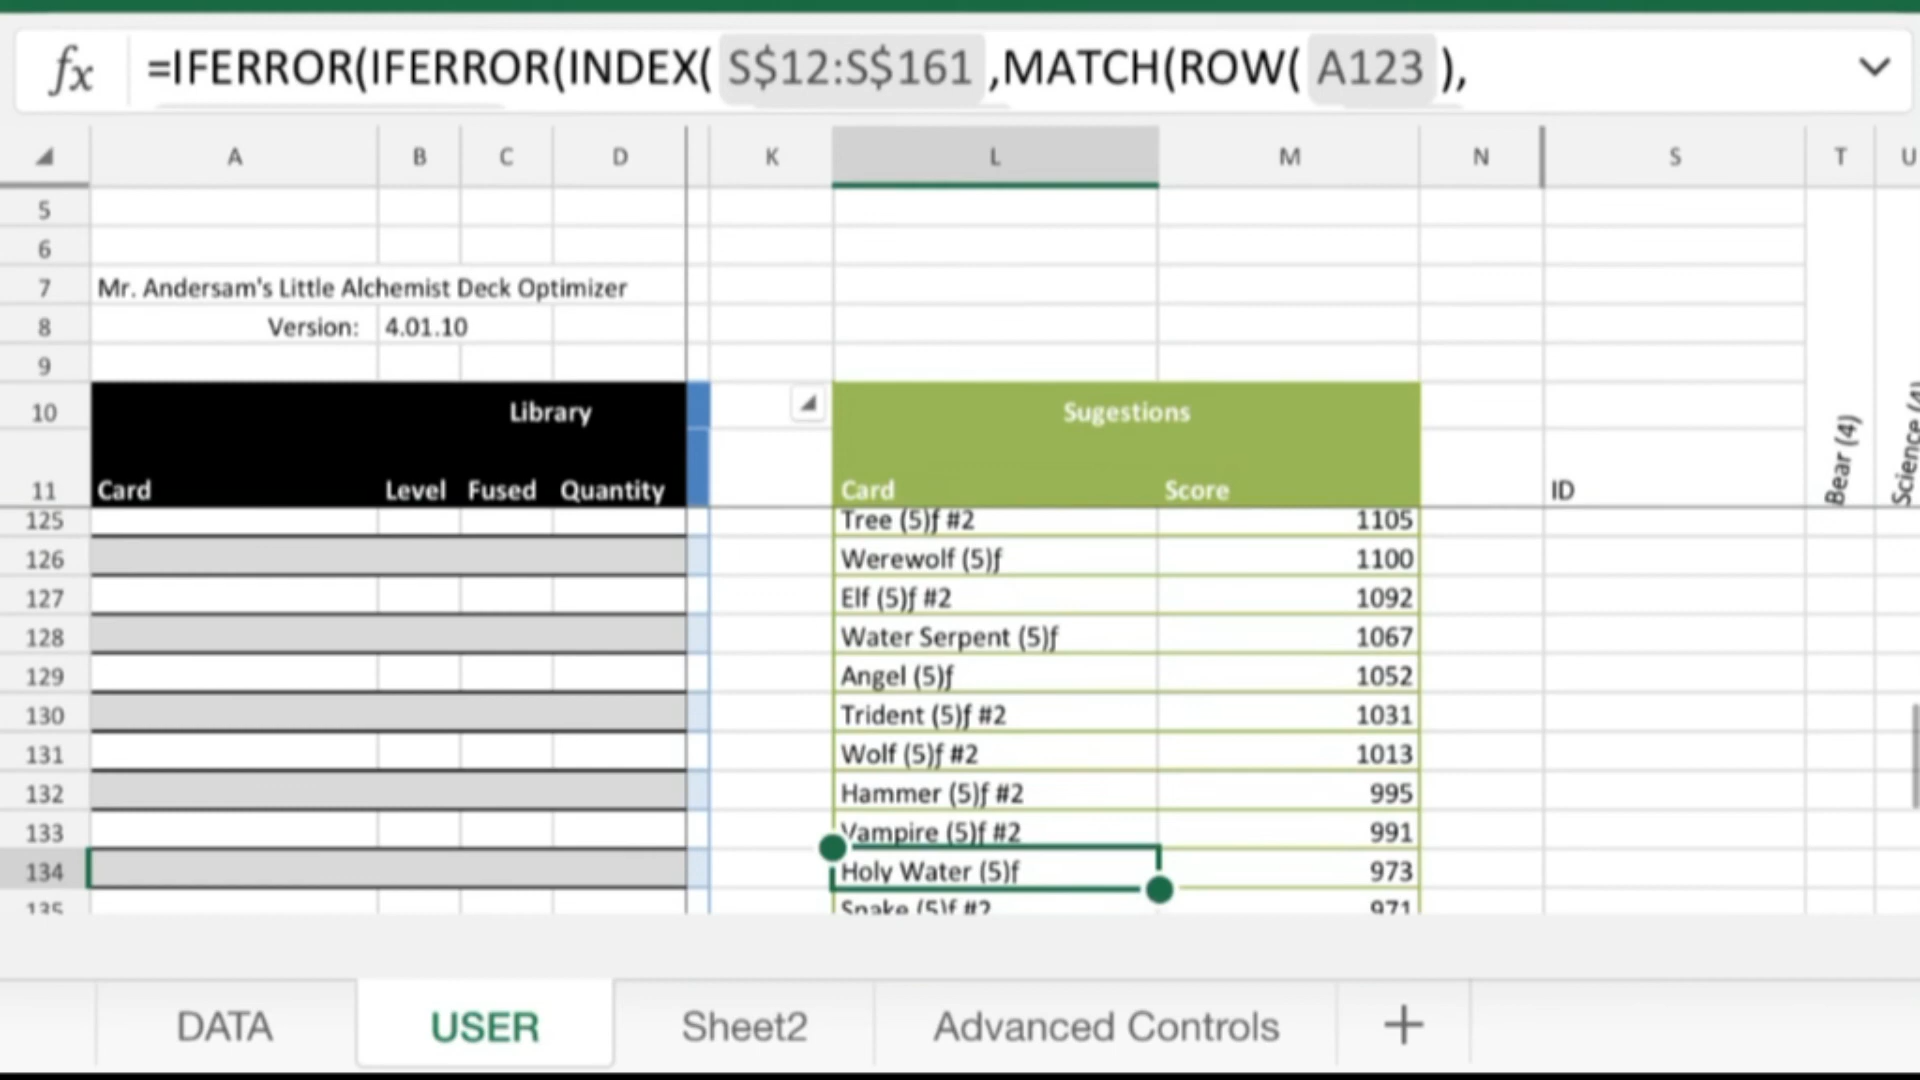 fx =IFERROR(IFERROR(INDEX( S$12:S$161 ,MATCH(ROW( A123 ),
A B C D K L M N S T U
5
6
7 Mr. Andersam's Little Alchemist Deck Optimizer
8 Version: 4.01.10
9
10 Library Sugestions
11 Card Level Fused Quantity Card Score ID Bear (4) Science (4)
125 Tree (5)ƒ #2 1105
126 Werewolf (5)ƒ 1100
127 Elf (5)ƒ #2 1092
128 Water Serpent (5)ƒ 1067
129 Angel (5)ƒ 1052
130 Trident (5)ƒ #2 1031
131 Wolf (5)ƒ #2 1013
132 Hammer (5)ƒ #2 995
133 Vampire (5)ƒ #2 991
134 Holy Water (5)ƒ 973
135 Snake (5)ƒ #2 971
DATA USER Sheet2 Advanced Controls +